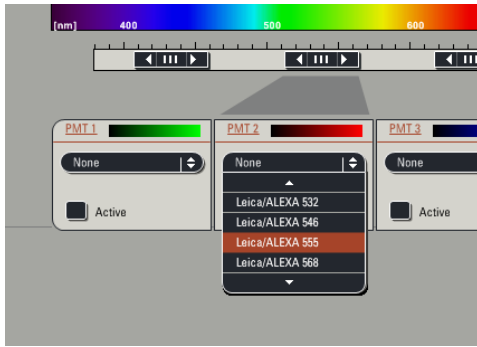 [nm] 400 500 600
PMT 1 PMT 2 PMT 3
None None None
Leica/ALEXA 532
Active Active
Leica/ALEXA 546
Leica/ALEXA 555
Leica/ALEXA 568